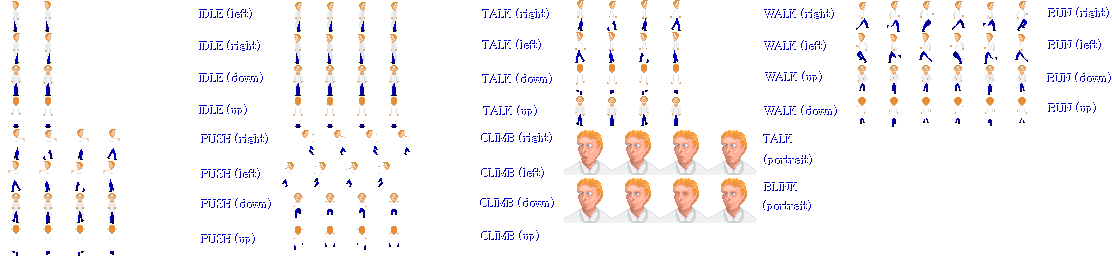 IDLE (left)
TALK (right)
WALK (right)
RUN (right)
IDLE (right)
TALK (left)
WALK (left)
RUN (left)
IDLE (down)
TALK (down)
WALK (up)
RUN (down)
IDLE (up)
TALK (up)
WALK (down)
RUN (up)
PUSH (right)
CLIMB (right)
TALK
(portrait)
PUSH (left)
CLIMB (left)
BLINK
(portrait)
PUSH (down)
CLIMB (down)
PUSH (up)
CLIMB (up)